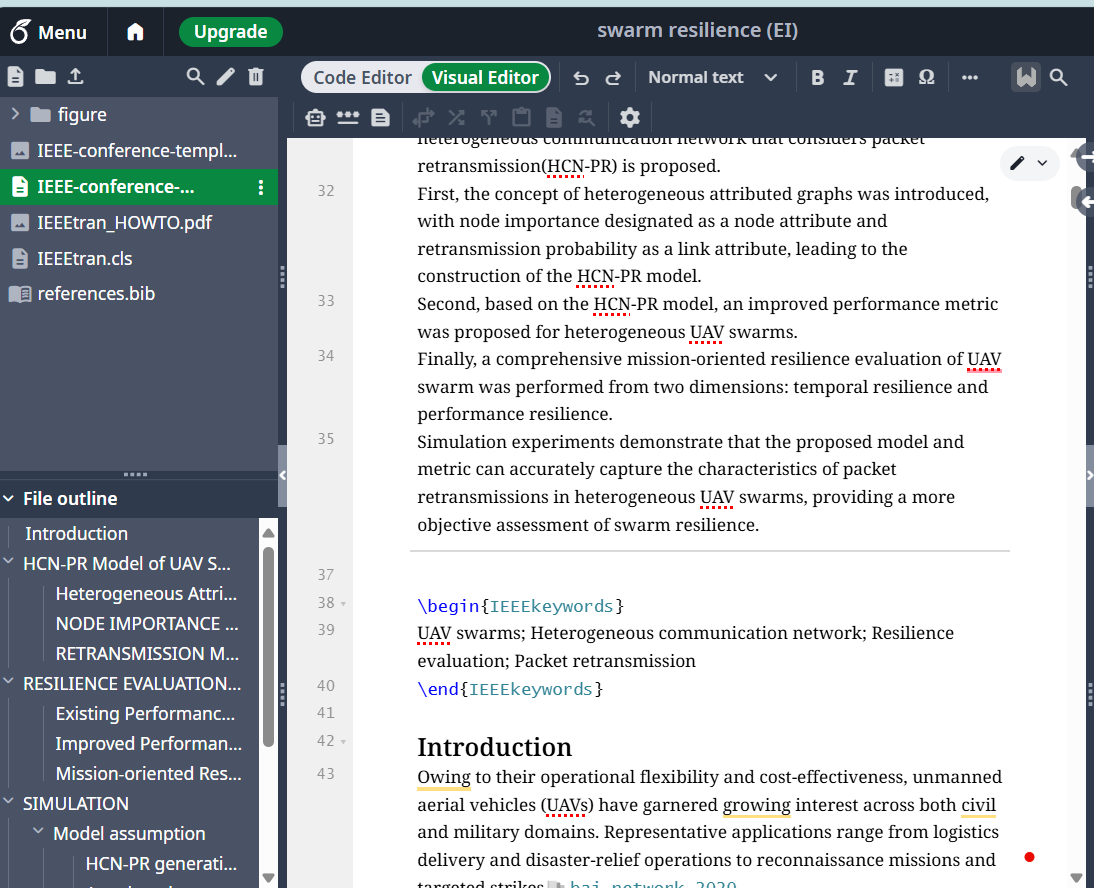 Menu
Upgrade
swarm resilience (EI)
Code Editor
Visual Editor
Normal text
B
I
Ω
figure
IEEE-conference-templ...
IEEE-conference-...
IEEEtran_HOWTO.pdf
IEEEtran.cls
references.bib
File outline
Introduction
HCN-PR Model of UAV S...
Heterogeneous Attri...
NODE IMPORTANCE ...
RETRANSMISSION M...
RESILIENCE EVALUATION...
Existing Performanc...
Improved Performan...
Mission-oriented Res...
SIMULATION
Model assumption
HCN-PR generati...
heterogeneous communication network that considers packet
retransmission(HCN-PR) is proposed.
32 First, the concept of heterogeneous attributed graphs was introduced,
with node importance designated as a node attribute and
retransmission probability as a link attribute, leading to the
construction of the HCN-PR model.
33 Second, based on the HCN-PR model, an improved performance metric
was proposed for heterogeneous UAV swarms.
34 Finally, a comprehensive mission-oriented resilience evaluation of UAV
swarm was performed from two dimensions: temporal resilience and
performance resilience.
35 Simulation experiments demonstrate that the proposed model and
metric can accurately capture the characteristics of packet
retransmissions in heterogeneous UAV swarms, providing a more
objective assessment of swarm resilience.
37
38 \begin{IEEEkeywords}
39 UAV swarms; Heterogeneous communication network; Resilience
evaluation; Packet retransmission
40 \end{IEEEkeywords}
41
42 Introduction
43 Owing to their operational flexibility and cost-effectiveness, unmanned
aerial vehicles (UAVs) have garnered growing interest across both civil
and military domains. Representative applications range from logistics
delivery and disaster-relief operations to reconnaissance missions and
targeted strikes bai_network_2020